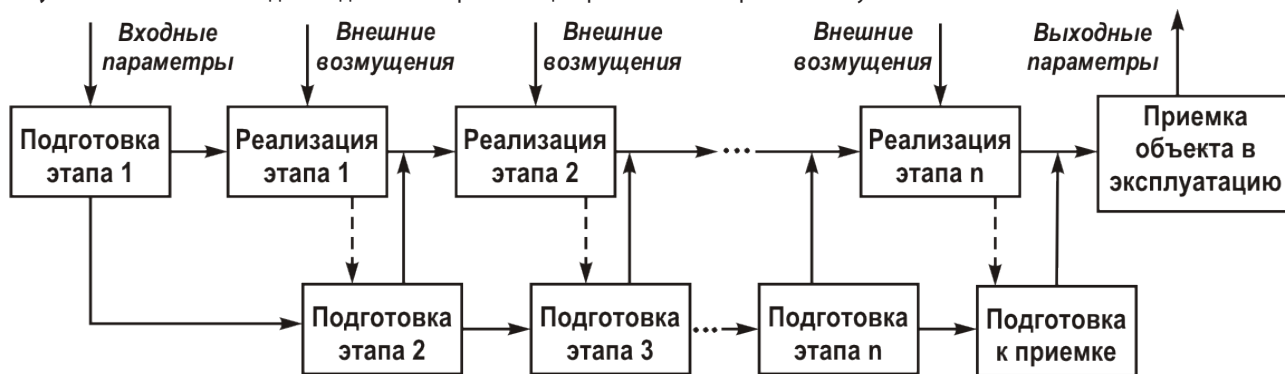 Входные
параметры
Внешние
возмущения
Внешние
возмущения
Внешние
возмущения
Выходные
параметры
Подготовка
этапа 1
Реализация
этапа 1
Реализация
этапа 2
...
Реализация
этапа n
Приемка
объекта в
эксплуатацию
Подготовка
этапа 2
Подготовка
этапа 3
...
Подготовка
этапа n
Подготовка
к приемке